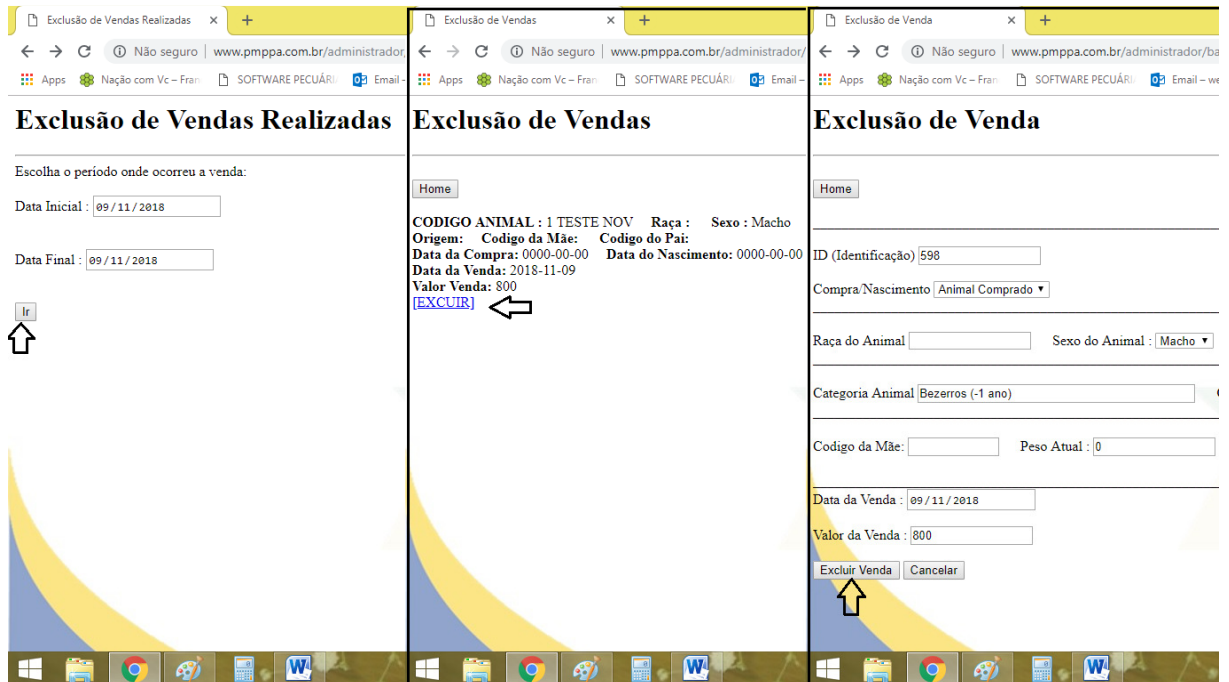 Exclusão de Vendas Realizadas
Não seguro | www.pmppa.com.br/administrador
Apps Nação com Vc – Fran SOFTWARE PECUÁRI Email -
Exclusão de Vendas Realizadas
Escolha o período onde ocorreu a venda:
Data Inicial : 09/11/2018
Data Final : 09/11/2018
Ir
Exclusão de Vendas
Não seguro | www.pmppa.com.br/administrador/
Apps Nação com Vc – Fran SOFTWARE PECUÁRI Email –
Exclusão de Vendas
Home
CODIGO ANIMAL : 1 TESTE NOV Raça : Sexo : Macho
Origem: Codigo da Mãe: Codigo do Pai:
Data da Compra: 0000-00-00 Data do Nascimento: 0000-00-00
Data da Venda: 2018-11-09
Valor Venda: 800
[EXCUIR]
Exclusão de Venda
Não seguro | www.pmppa.com.br/administrador/ba
Apps Nação com Vc – Fran SOFTWARE PECUÁRI Email – we
Exclusão de Venda
Home
ID (Identificação) 598
Compra/Nascimento Animal Comprado
Raça do Animal Sexo do Animal : Macho
Categoria Animal Bezerros (-1 ano)
Codigo da Mãe: Peso Atual : 0
Data da Venda : 09/11/2018
Valor da Venda : 800
Excluir Venda Cancelar